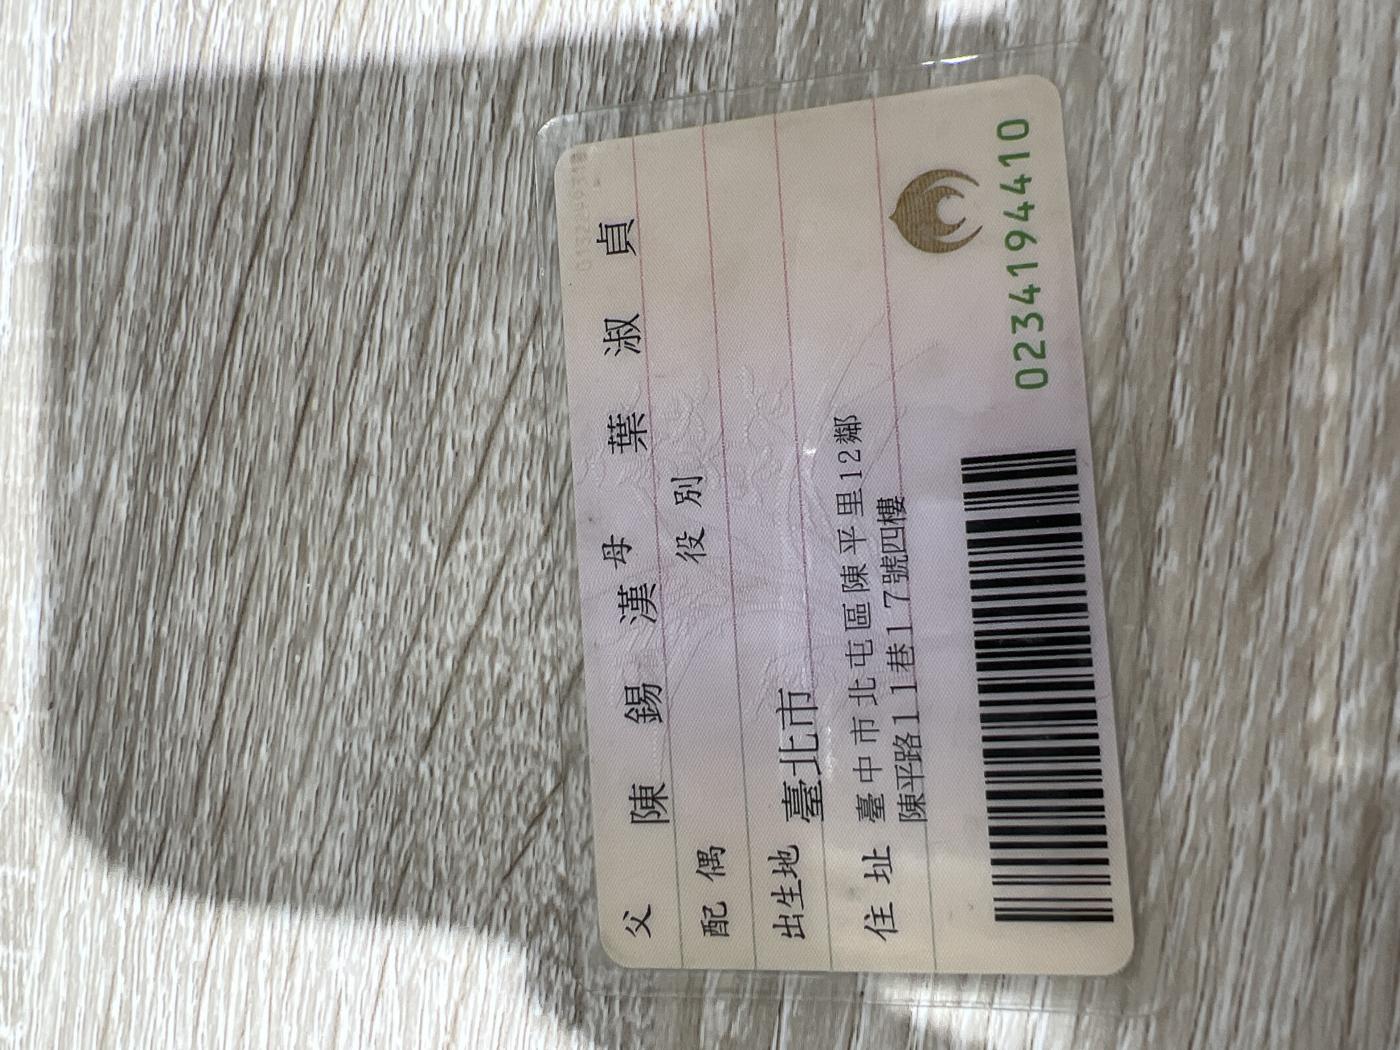 父 陳錫漢 母 葉淑貞
配偶 役別
出生地 臺北市
住址 臺中市北屯區陳平里12鄰
陳平路11巷17號四樓
0234194410